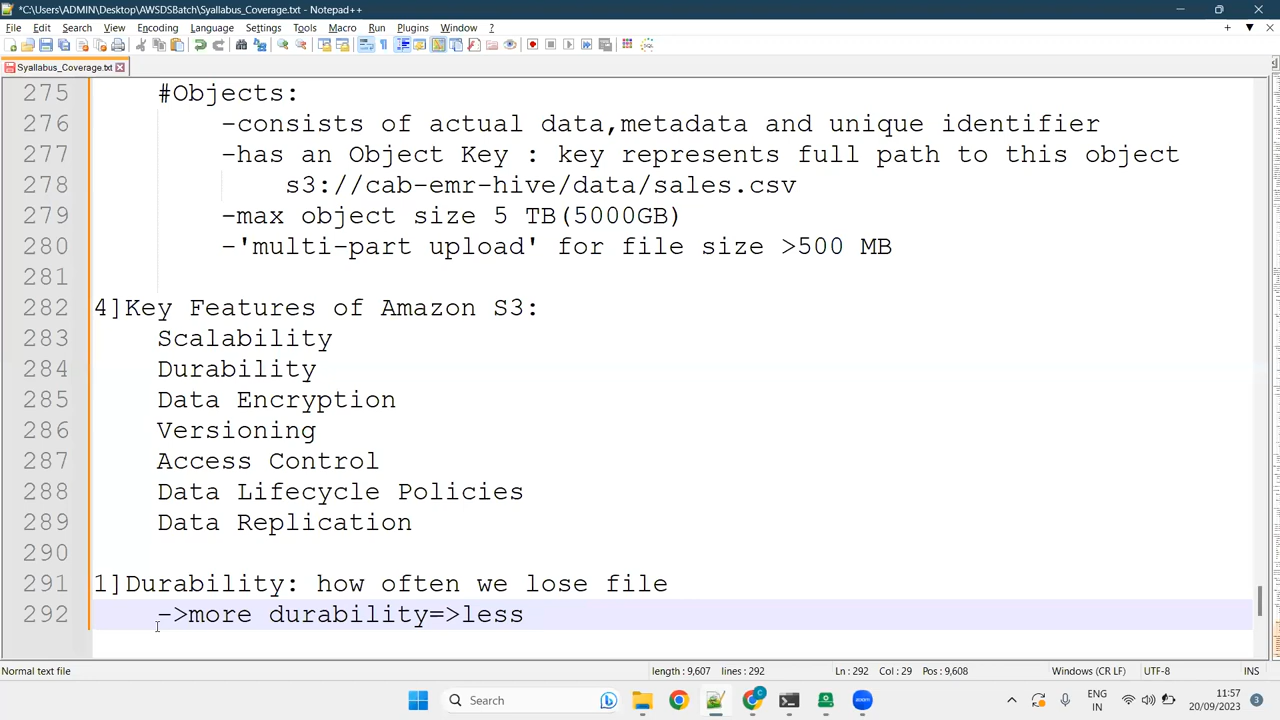 *C:\Users\ADMIN\Desktop\AWSDSBatch\Syallabus_Coverage.txt - Notepad++
File Edit Search View Encoding Language Settings Tools Macro Run Plugins Window ?
Syallabus_Coverage.txt
275 #Objects:
276 -consists of actual data,metadata and unique identifier
277 -has an Object Key : key represents full path to this object
278 s3://cab-emr-hive/data/sales.csv
279 -max object size 5 TB(5000GB)
280 -'multi-part upload' for file size >500 MB
281
282 4]Key Features of Amazon S3:
283 Scalability
284 Durability
285 Data Encryption
286 Versioning
287 Access Control
288 Data Lifecycle Policies
289 Data Replication
290
291 1]Durability: how often we lose file
292 ->more durability=>less
Normal text file length : 9,607 lines : 292 Ln : 292 Col : 29 Pos : 9,608 Windows (CR LF) UTF-8 INS
Search ENG IN 11:57 20/09/2023 3